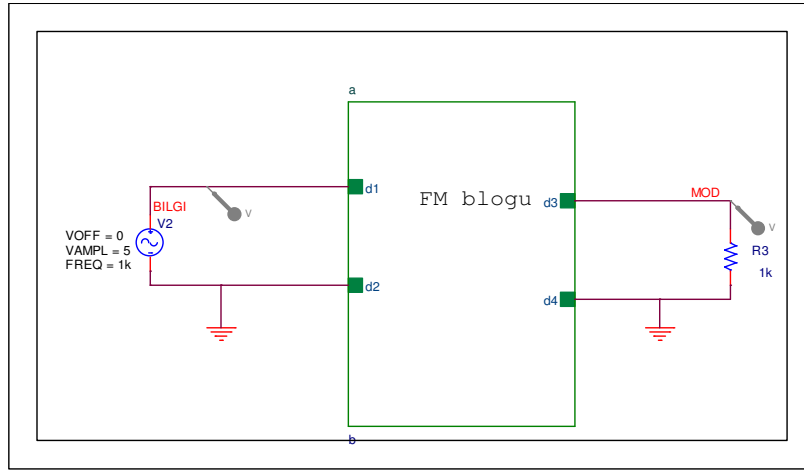 a
d1
FM blogu
d3
MOD
BILGI
V
V2
V
VOFF = 0
VAMPL = 5
FREQ = 1k
R3
1k
d2
d4
b